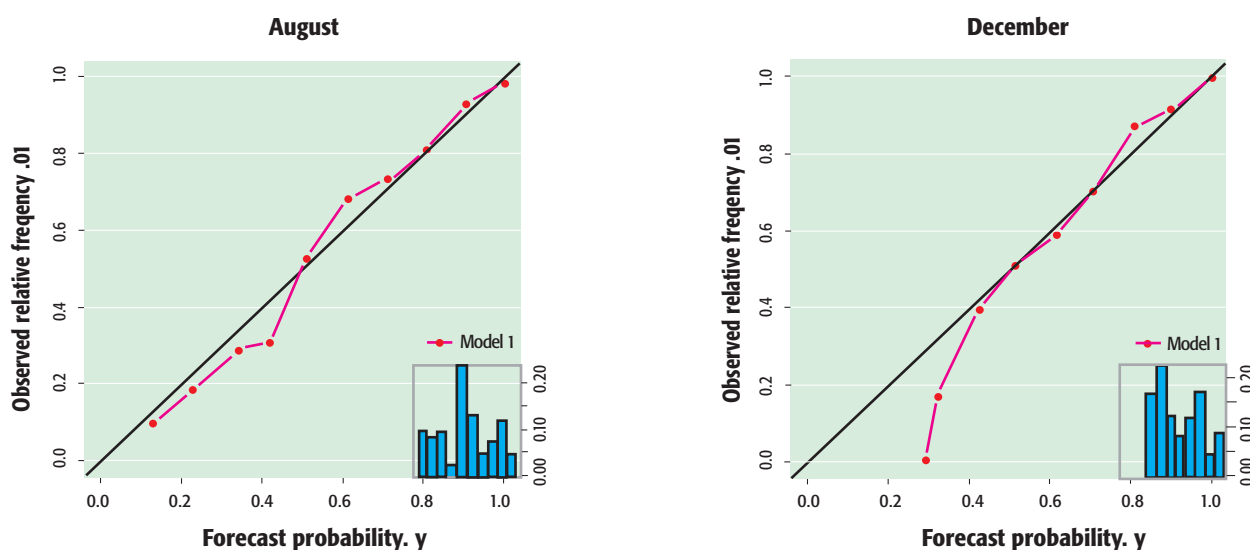 August
Observed relative freqency .01
1.0
0.8
0.6
0.4
0.2
0.0
Model 1
0.20
0.10
0.00
0.0 0.2 0.4 0.6 0.8 1.0
Forecast probability. y
December
Observed relative freqency .01
1.0
0.8
0.6
0.4
0.2
0.0
Model 1
0.20
0.10
0.00
0.0 0.2 0.4 0.6 0.8 1.0
Forecast probability. y